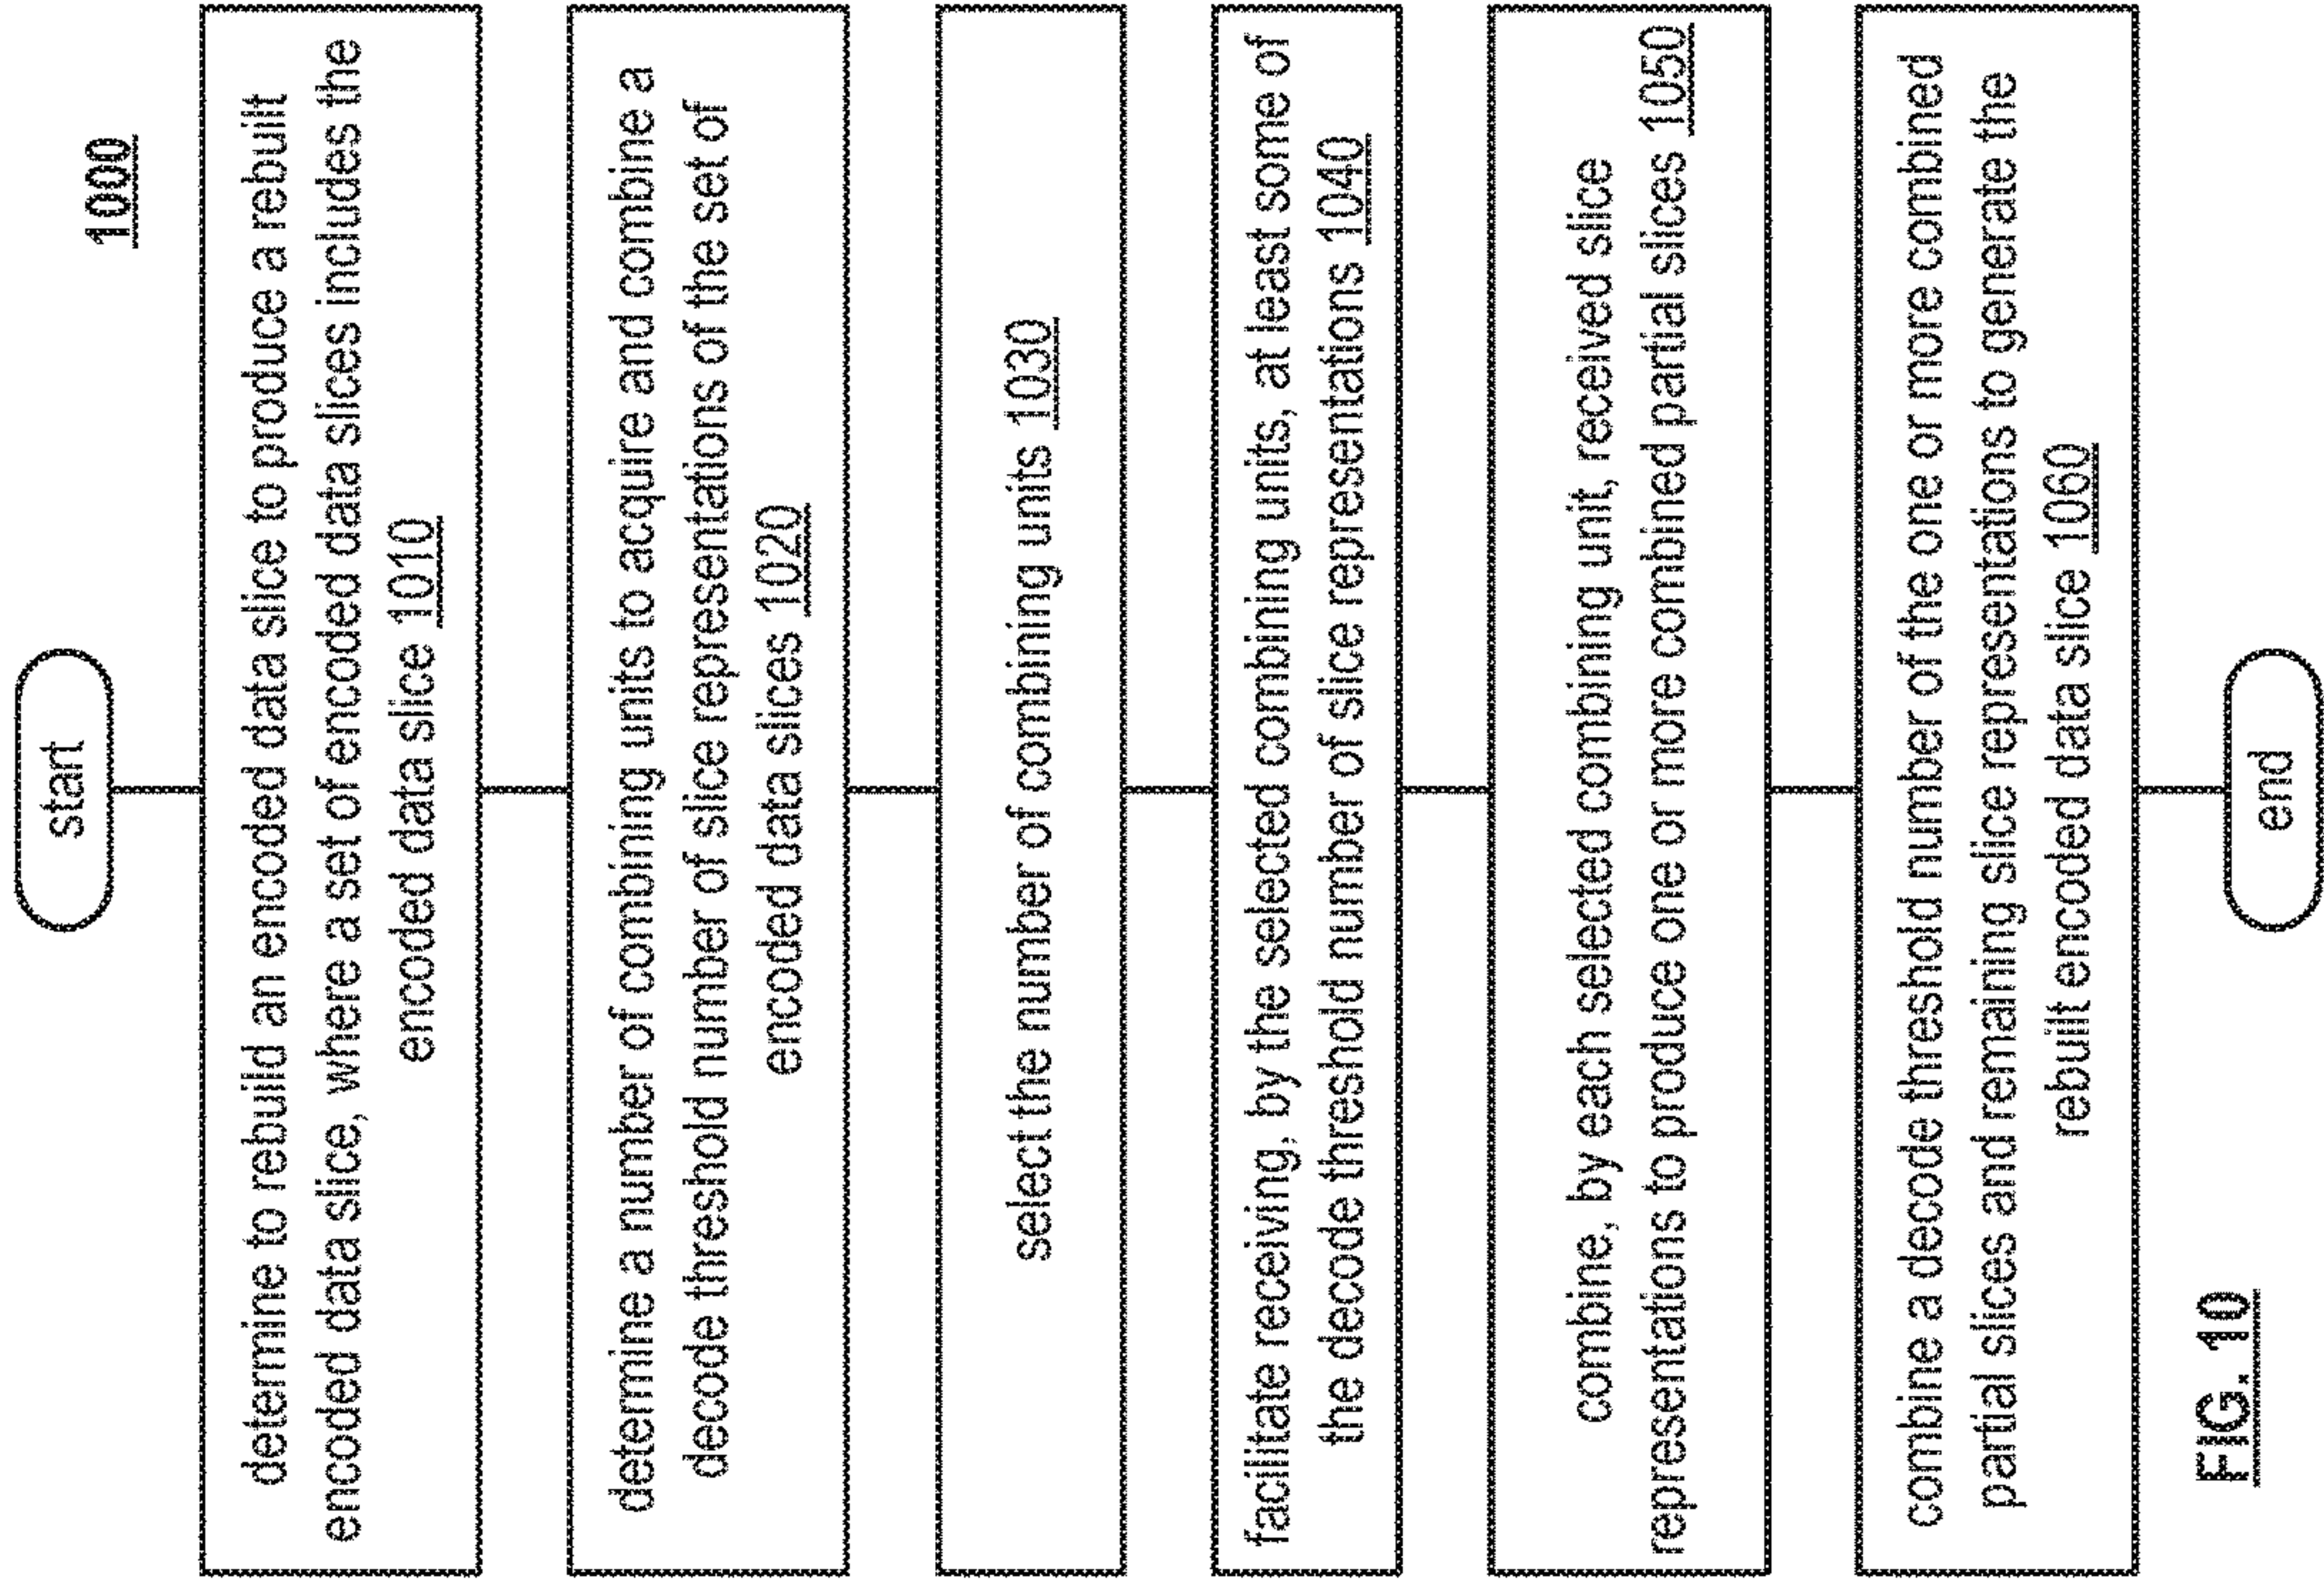 1000
start
determine to rebuild an encoded data slice to produce a rebuilt
encoded data slice, where a set of encoded data slices includes the
encoded data slice 1010
determine a number of combining units to acquire and combine a
decode threshold number of slice representations of the set of
encoded data slices 1020
select the number of combining units 1030
facilitate receiving, by the selected combining units, at least some of
the decode threshold number of slice representations 1040
combine, by each selected combining unit, received slice
representations to produce one or more combined partial slices 1050
combine a decode threshold number of the one or more combined
partial slices and remaining slice representations to generate the
rebuilt encoded data slice 1060
end
FIG. 10